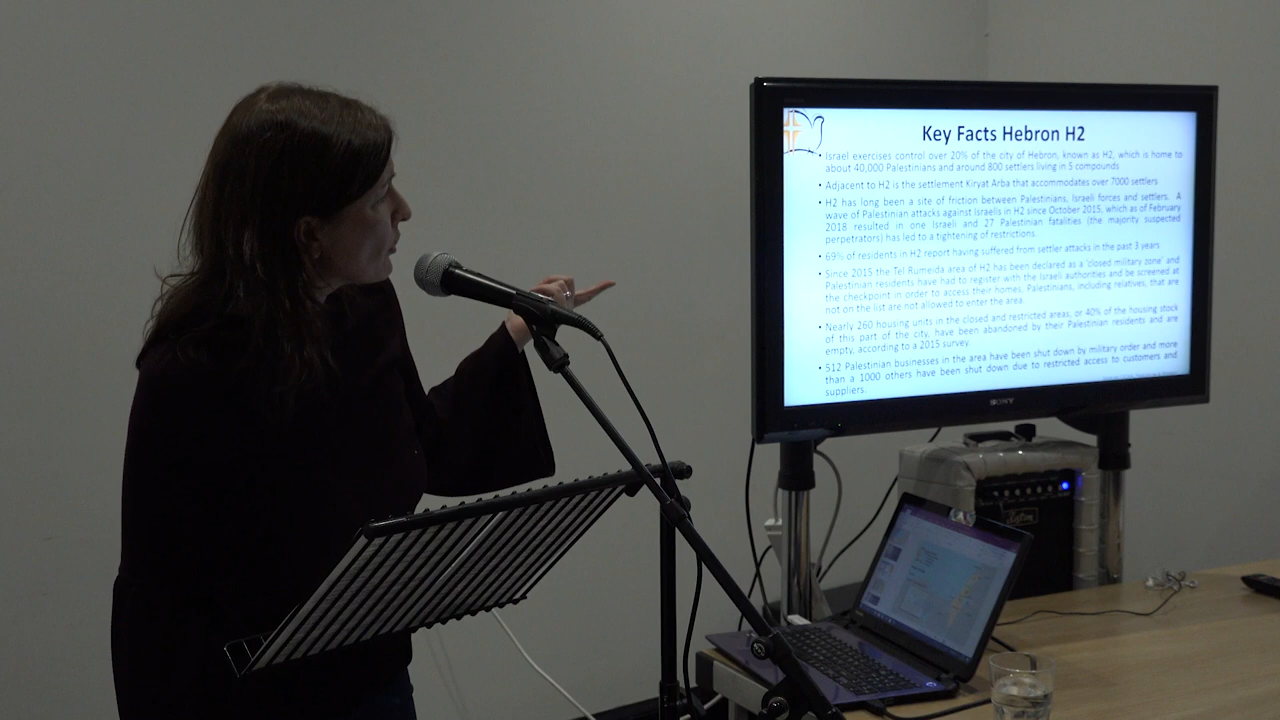 Key Facts Hebron H2
• Israel exercises control over 20% of the city of Hebron, known as H2, which is home to
about 40,000 Palestinians and around 800 settlers living in 5 compounds
• Adjacent to H2 is the settlement Kiryat Arba that accommodates over 7000 settlers
• H2 has long been a site of friction between Palestinians, Israeli forces and settlers. A
wave of Palestinian attacks against Israelis in H2 since October 2015, which as of February
2018 resulted in one Israeli and 27 Palestinian fatalities (the majority suspected
perpetrators) has led to a tightening of restrictions.
• 69% of residents in H2 report having suffered from settler attacks in the past 3 years
• Since 2015 the Tel Rumeida area of H2 has been declared as a 'closed military zone' and
Palestinian residents have had to register with the Israeli authorities and be screened at
the checkpoint in order to access their homes; Palestinians, including relatives, that are
not on the list are not allowed to enter the area.
• Nearly 260 housing units in the closed and restricted areas, or 40% of the housing stock
of this part of the city, have been abandoned by their Palestinian residents and are
empty, according to a 2015 survey.
• 512 Palestinian businesses in the area have been shut down by military order and more
than a 1000 others have been shut down due to restricted access to customers and
suppliers.
SONY